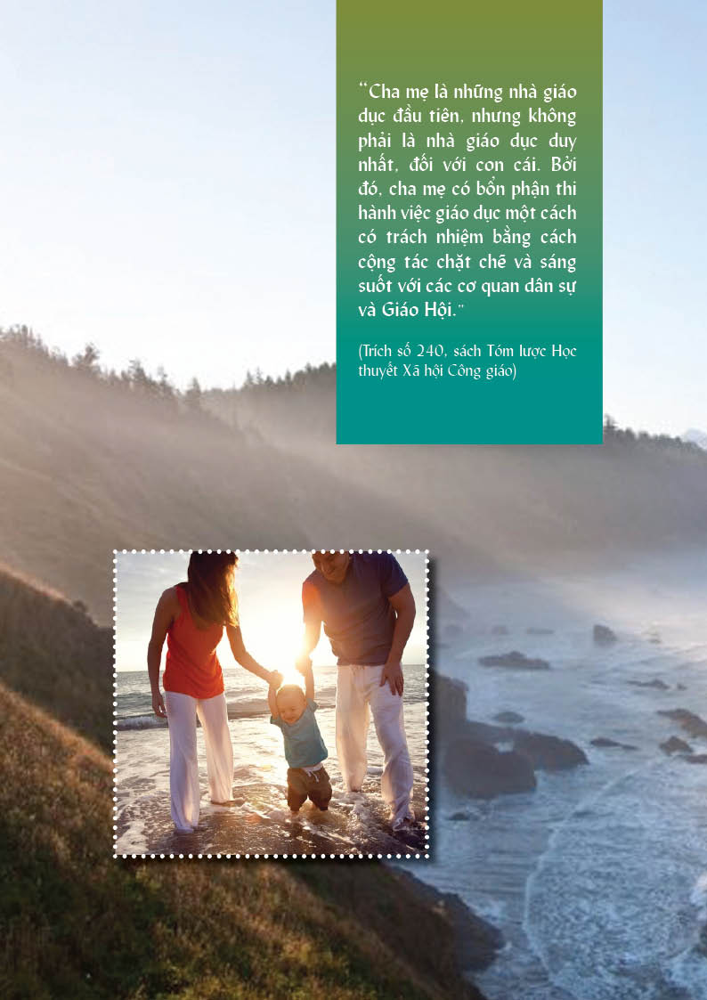 “Cha mẹ là những nhà giáo
dục đầu tiên, nhưng không
phải là nhà giáo dục duy
nhất, đối với con cái. Bởi
đó, cha mẹ có bổn phận thi
hành việc giáo dục một cách
có trách nhiệm bằng cách
cộng tác chặt chẽ và sáng
suốt với các cơ quan dân sự
và Giáo Hội.”
(Trích số 240, sách Tóm lược Học
thuyết Xã hội Công giáo)